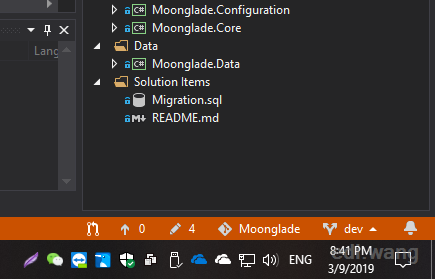 C# Moonglade.Configuration
C# Moonglade.Core
Data
C# Moonglade.Data
Solution Items
Migration.sql
M↓ README.md
Lang
0 4 Moonglade dev
edi.wang
ENG
8:41 PM
3/9/2019